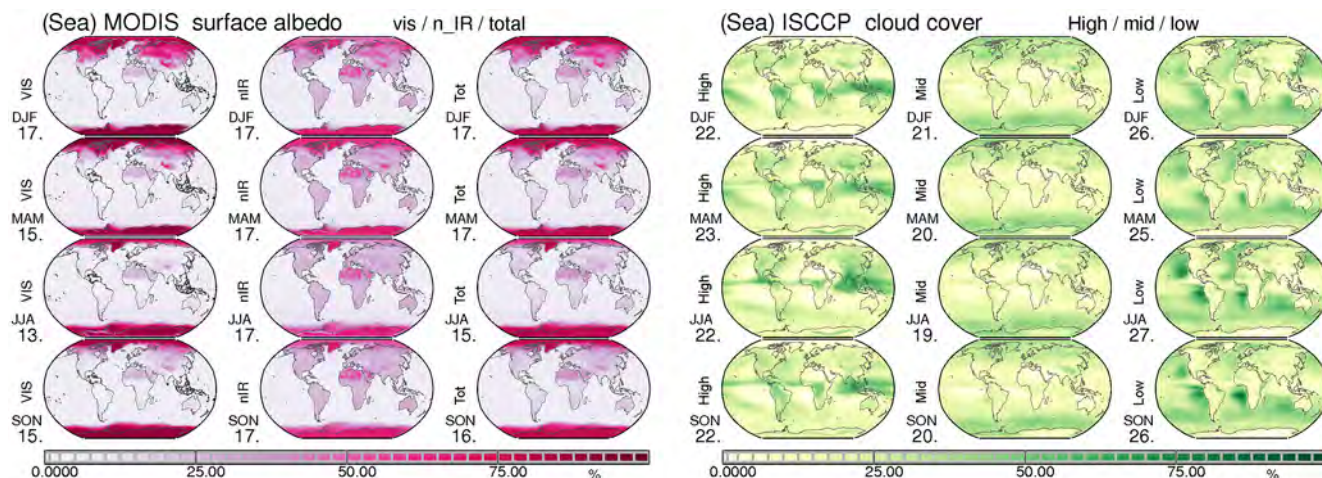 (Sea) MODIS surface albedo vis / n_IR / total
VIS
DJF
17.
nIR
DJF
17.
Tot
DJF
17.
VIS
MAM
15.
nIR
MAM
17.
Tot
MAM
17.
VIS
JJA
13.
nIR
JJA
17.
Tot
JJA
15.
VIS
SON
15.
nIR
SON
17.
Tot
SON
16.
0.0000 25.00 50.00 75.00 %
(Sea) ISCCP cloud cover High / mid / low
High
DJF
22.
Mid
DJF
21.
Low
DJF
26.
High
MAM
23.
Mid
MAM
20.
Low
MAM
25.
High
JJA
22.
Mid
JJA
19.
Low
JJA
27.
High
SON
22.
Mid
SON
20.
Low
SON
26.
0.0000 25.00 50.00 75.00 %